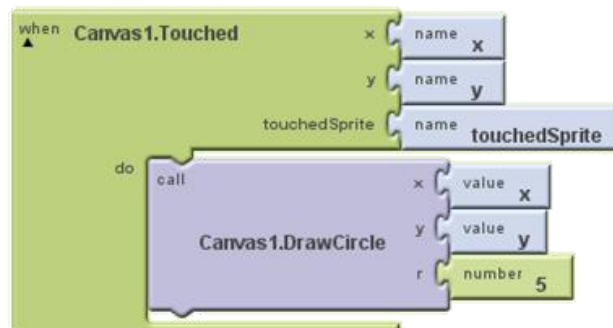 when Canvas1.Touched x name x
y name y
touchedSprite name touchedSprite
do call x value x
Canvas1.DrawCircle y value y
r number 5